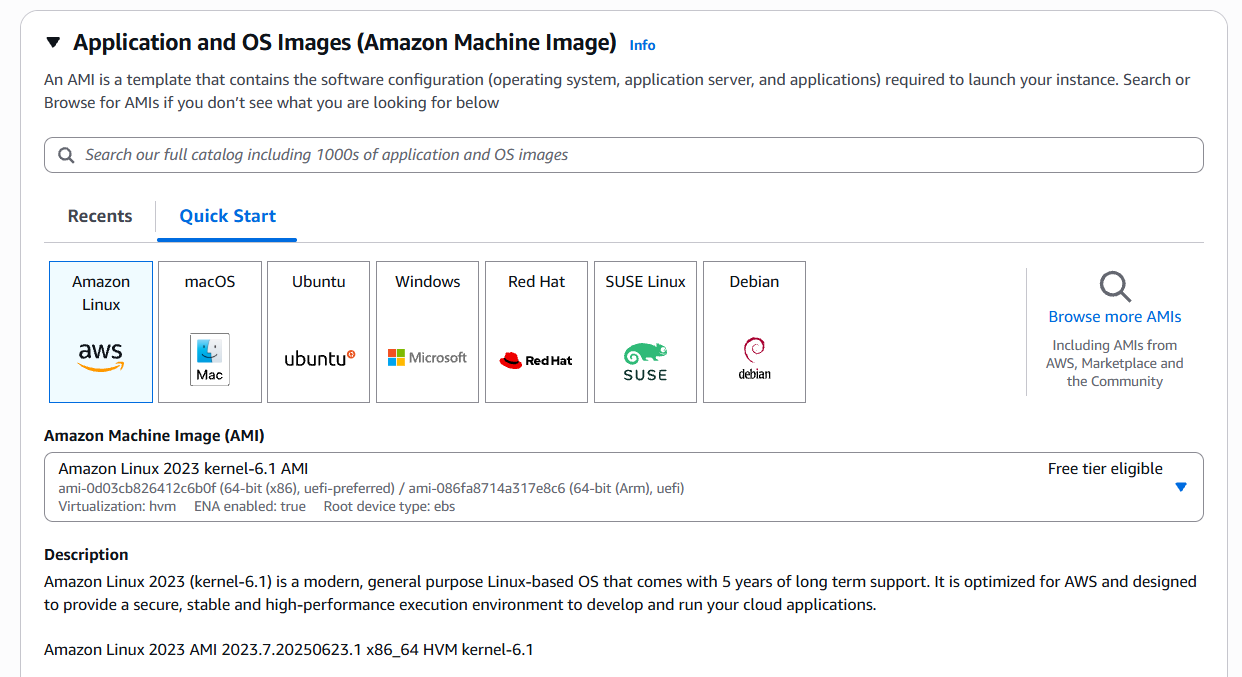 Application and OS Images (Amazon Machine Image) Info
An AMI is a template that contains the software configuration (operating system, application server, and applications) required to launch your instance. Search or
Browse for AMIs if you don’t see what you are looking for below
Search our full catalog including 1000s of application and OS images
Recents
Quick Start
Amazon
Linux
aws
macOS
Mac
Ubuntu
ubuntu
Windows
Microsoft
Red Hat
Red Hat
SUSE Linux
SUSE
Debian
debian
Browse more AMIs
Including AMIs from
AWS, Marketplace and
the Community
Amazon Machine Image (AMI)
Amazon Linux 2023 kernel-6.1 AMI
Free tier eligible
ami-0d03cb826412c6b0f (64-bit (x86), uefi-preferred) / ami-086fa8714a317e8c6 (64-bit (Arm), uefi)
Virtualization: hvm ENA enabled: true Root device type: ebs
Description
Amazon Linux 2023 (kernel-6.1) is a modern, general purpose Linux-based OS that comes with 5 years of long term support. It is optimized for AWS and designed
to provide a secure, stable and high-performance execution environment to develop and run your cloud applications.
Amazon Linux 2023 AMI 2023.7.20250623.1 x86_64 HVM kernel-6.1